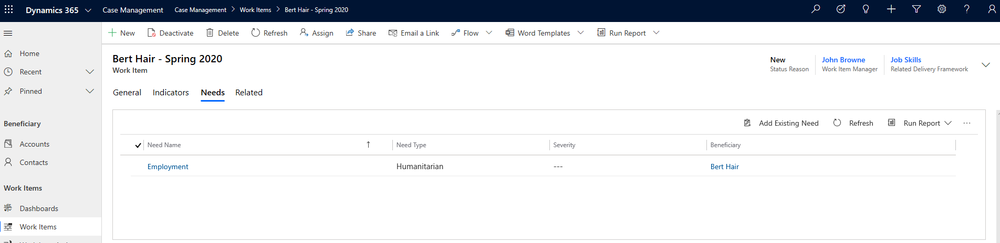 Dynamics 365 Case Management Case Management > Work Items > Bert Hair - Spring 2020
New Deactivate Delete Refresh Assign Share Email a Link Flow Word Templates Run Report
Home
Recent
Pinned
Beneficiary
Accounts
Contacts
Work Items
Dashboards
Work Items
Bert Hair - Spring 2020
Work Item
New
Status Reason
John Browne
Work Item Manager
Job Skills
Related Delivery Framework
General Indicators Needs Related
Add Existing Need Refresh Run Report ...
Need Name Need Type Severity Beneficiary
Employment Humanitarian --- Bert Hair